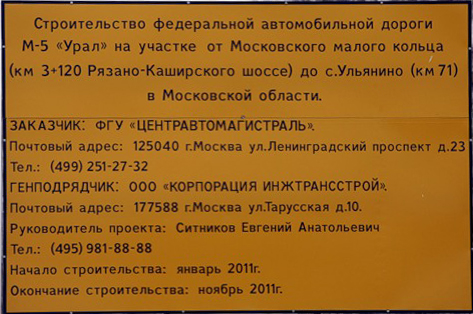 Строительство федеральной автомобильной дороги
М-5 «Урал» на участке от Московского малого кольца
(км 3+120 Рязано-Каширского шоссе) до с.Ульянино (км 71)
в Московской области.
ЗАКАЗЧИК: ФГУ «ЦЕНТРАВТОМАГИСТРАЛЬ».
Почтовый адрес: 125040 г.Москва ул.Ленинградский проспект д.23
Тел.: (499) 251-27-32
ГЕНПОДРЯДЧИК: ООО «КОРПОРАЦИЯ ИНЖТРАНССТРОЙ».
Почтовый адрес: 177588 г.Москва ул.Тарусская д.10.
Руководитель проекта: Ситников Евгений Анатольевич
Тел.: (495) 981-88-88
Начало строительства: январь 2011г.
Окончание строительства: ноябрь 2011г.